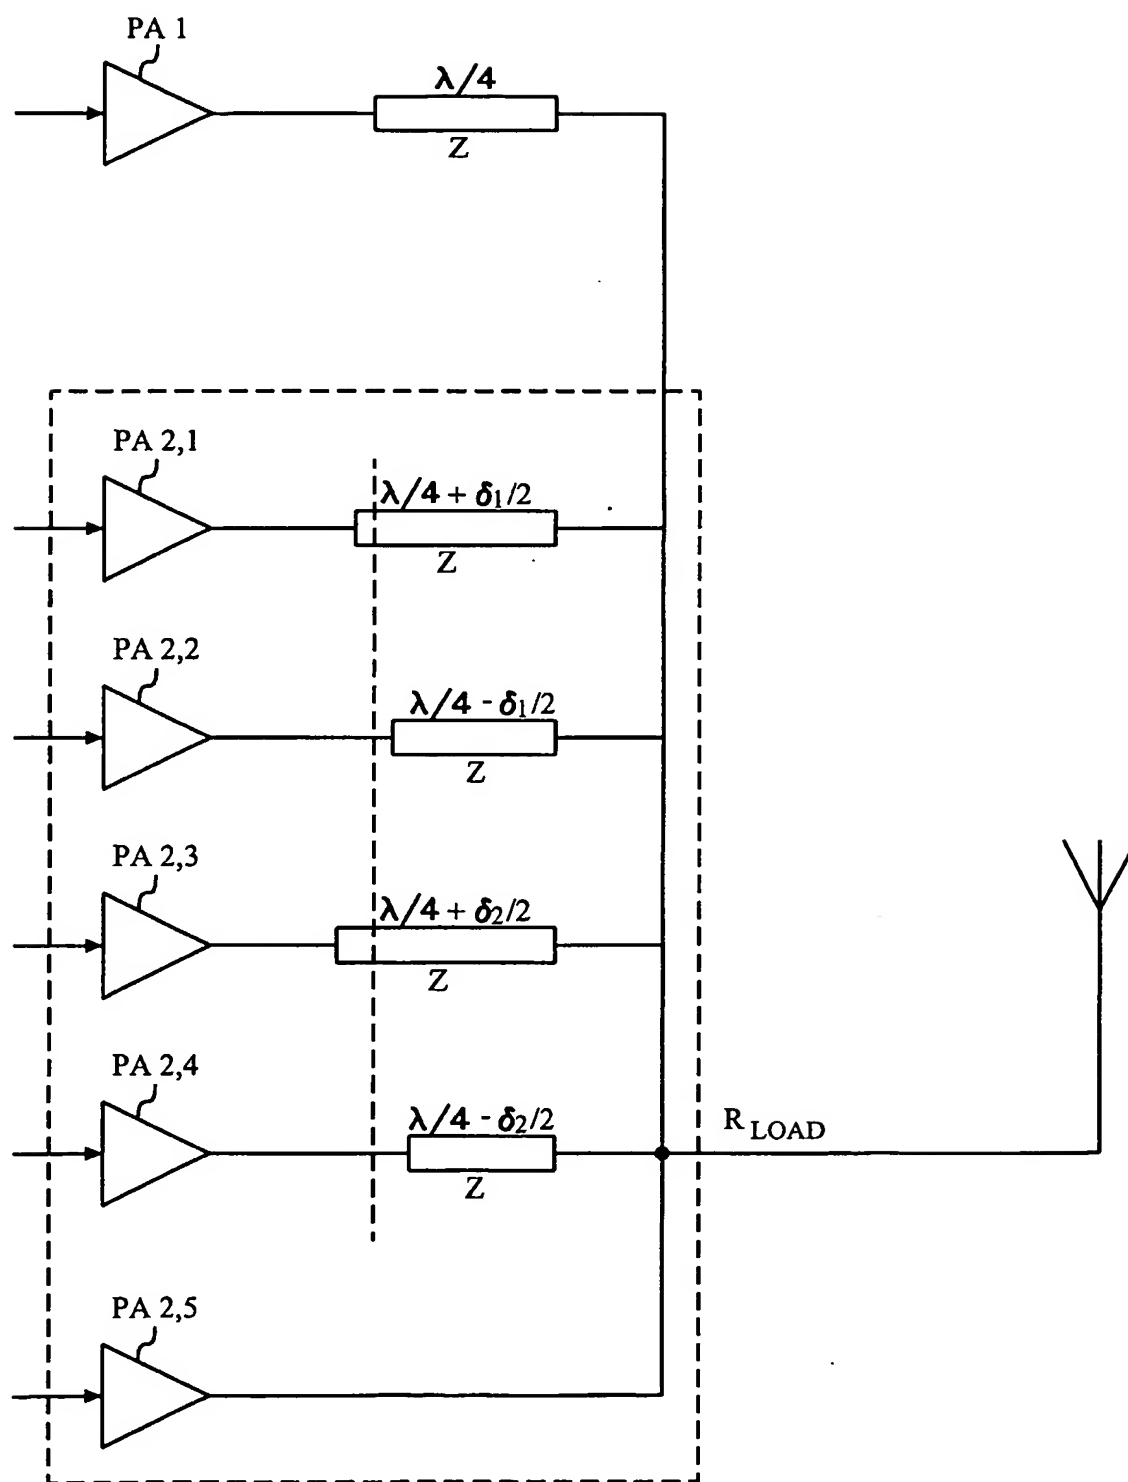 PA 1
λ/4
Z
PA 2,1
λ/4 + δ1/2
Z
PA 2,2
λ/4 - δ1/2
Z
PA 2,3
λ/4 + δ2/2
Z
PA 2,4
λ/4 - δ2/2
Z
R LOAD
PA 2,5